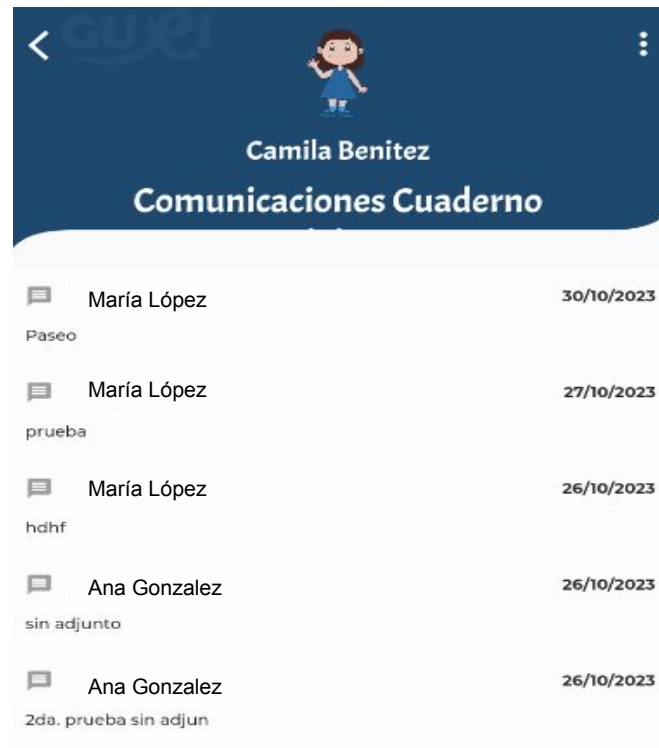 GURI
Camila Benitez
Comunicaciones Cuaderno
María López 30/10/2023
Paseo
María López 27/10/2023
prueba
María López 26/10/2023
hdhf
Ana Gonzalez 26/10/2023
sin adjunto
Ana Gonzalez 26/10/2023
2da. prueba sin adjun